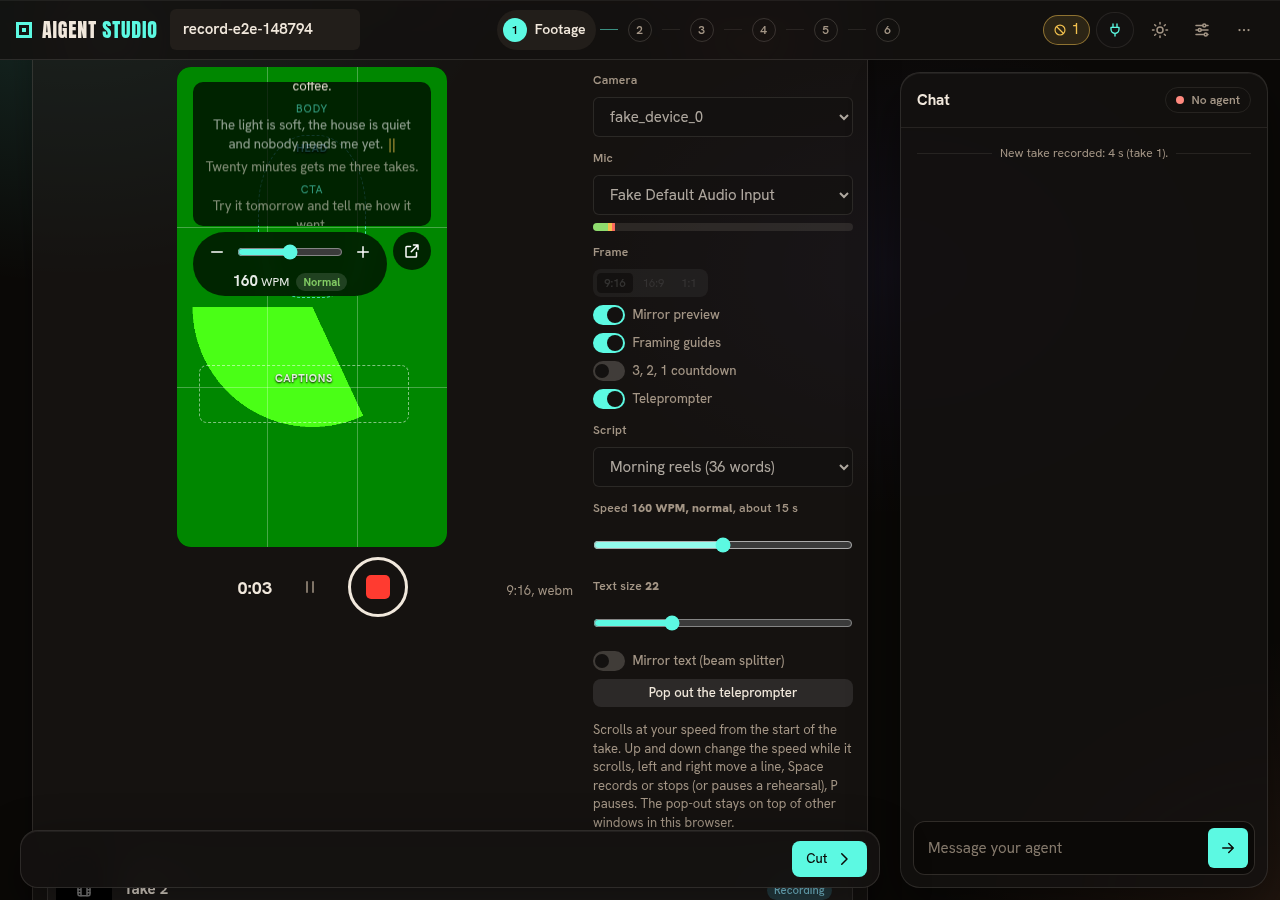 AIGENT STUDIO
record-e2e-148794
1 Footage
2
3
4
5
6
1
coffee.
BODY
The light is soft, the house is quiet
and nobody needs me yet. ||
Twenty minutes gets me three takes.
CTA
Try it tomorrow and tell me how it
went.
160 WPM Normal
CAPTIONS
0:03
9:16, webm
Camera
fake_device_0
Mic
Fake Default Audio Input
Frame
9:16 16:9 1:1
Mirror preview
Framing guides
3, 2, 1 countdown
Teleprompter
Script
Morning reels (36 words)
Speed 160 WPM, normal, about 15 s
Text size 22
Mirror text (beam splitter)
Pop out the teleprompter
Scrolls at your speed from the start of the
take. Up and down change the speed while it
scrolls, left and right move a line, Space
records or stops (or pauses a rehearsal), P
pauses. The pop-out stays on top of other
windows in this browser.
Cut
Take 2
Recording
Chat
No agent
New take recorded: 4 s (take 1).
Message your agent